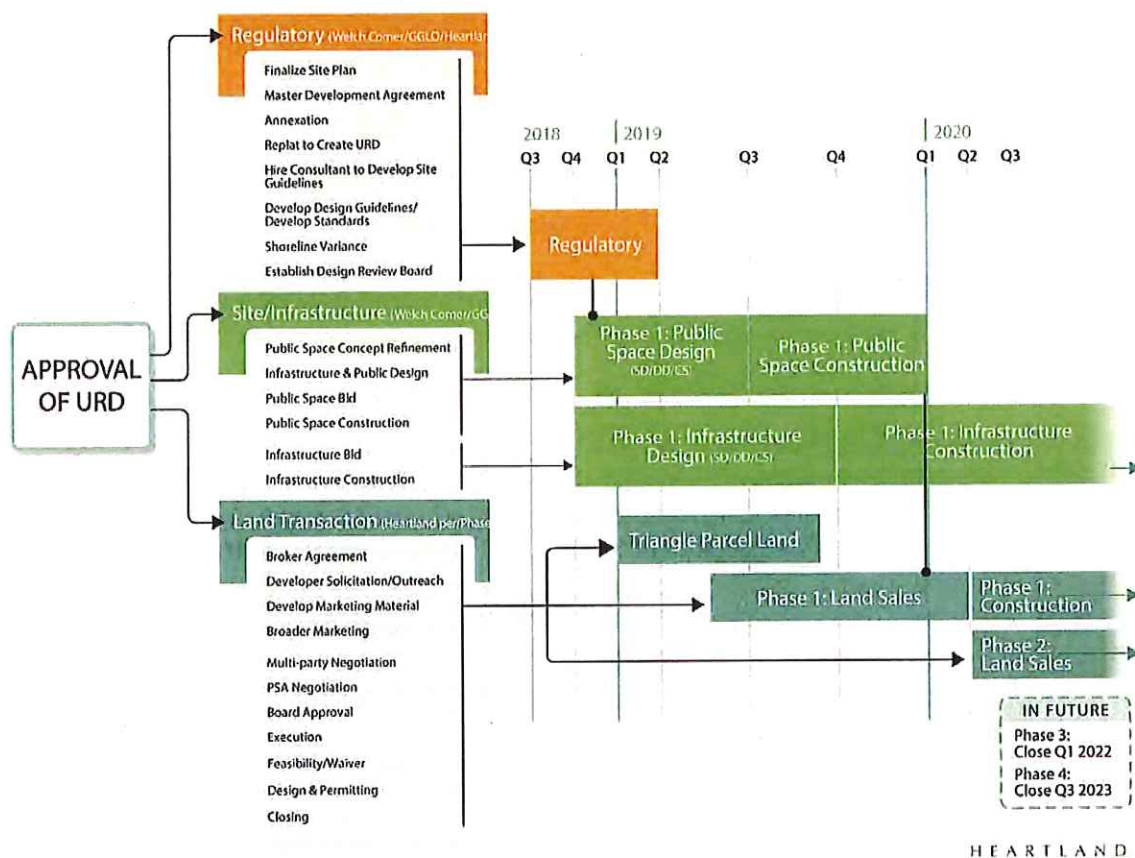 Regulatory (Welch Comer/GGLO/Heartlan
Finalize Site Plan
Master Development Agreement
Annexation
Replat to Create URD
Hire Consultant to Develop Site
Guidelines
Develop Design Guidelines/
Develop Standards
Shoreline Variance
Establish Design Review Board
2018
2019
2020
Q3 Q4 Q1 Q2 Q3 Q4 Q1 Q2 Q3
Regulatory
APPROVAL
OF URD
Site/Infrastructure (Welch Comer/GG
Public Space Concept Refinement
Infrastructure & Public Design
Public Space Bid
Public Space Construction
Infrastructure Bid
Infrastructure Construction
Phase 1: Public
Space Design
(SD/DD/CS)
Phase 1: Public
Space Construction
Phase 1: Infrastructure
Design (SD/DD/CS)
Phase 1: Infrastructure
Construction
Land Transaction (Heartland per/Phase
Broker Agreement
Developer Solicitation/Outreach
Develop Marketing Material
Broader Marketing
Multi-party Negotiation
PSA Negotiation
Board Approval
Execution
Feasibility/Waiver
Design & Permitting
Closing
Triangle Parcel Land
Phase 1: Land Sales
Phase 1:
Construction
Phase 2:
Land Sales
IN FUTURE
Phase 3:
Close Q1 2022
Phase 4:
Close Q3 2023
HEARTLAND